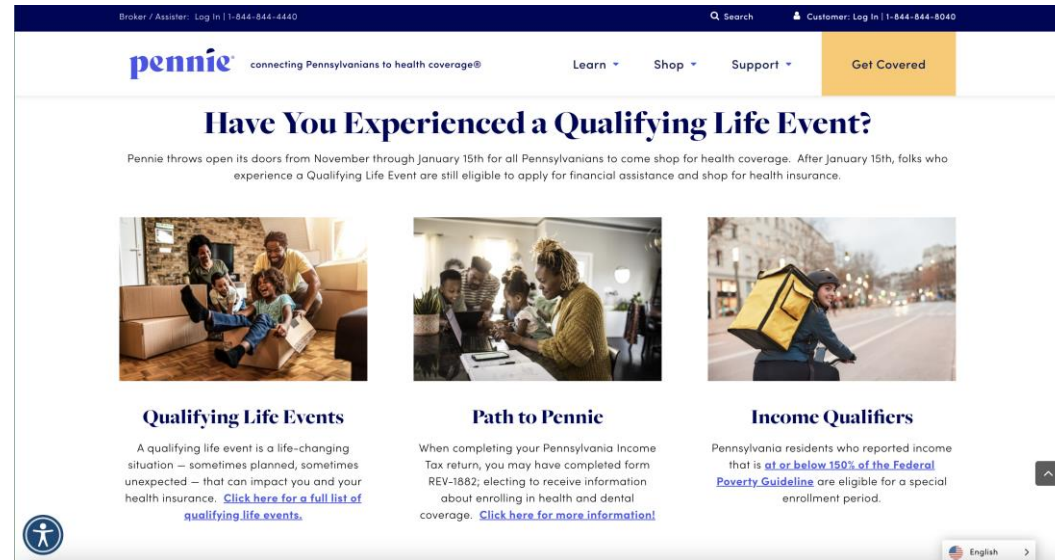 Broker / Assister: Log In | 1-844-844-4440
Search
Customer: Log In | 1-844-844-8040
pennie
connecting Pennsylvanians to health coverage®
Learn
Shop
Support
Get Covered
Have You Experienced a Qualifying Life Event?
Pennie throws open its doors from November through January 15th for all Pennsylvanians to come shop for health coverage. After January 15th, folks who
experience a Qualifying Life Event are still eligible to apply for financial assistance and shop for health insurance.
Qualifying Life Events
A qualifying life event is a life-changing
situation — sometimes planned, sometimes
unexpected — that can impact you and your
health insurance. Click here for a full list of
qualifying life events.
Path to Pennie
When completing your Pennsylvania Income
Tax return, you may have completed form
REV-1882; electing to receive information
about enrolling in health and dental
coverage. Click here for more information!
Income Qualifiers
Pennsylvania residents who reported income
that is at or below 150% of the Federal
Poverty Guideline are eligible for a special
enrollment period.
English